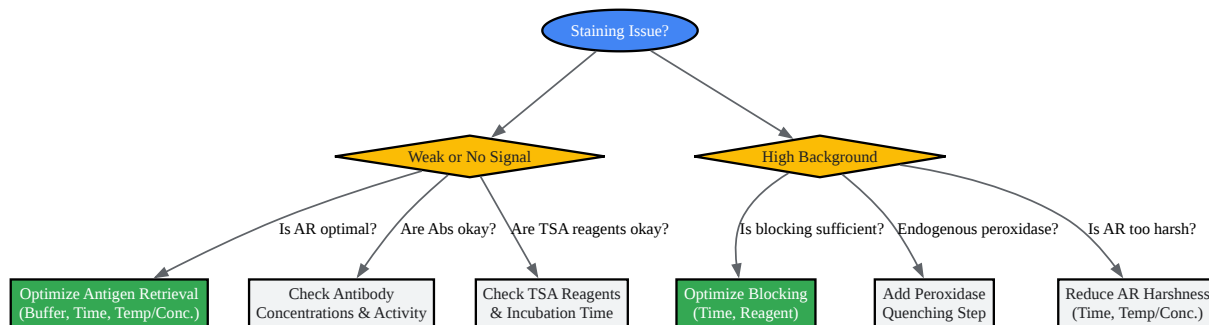 Staining Issue?
Weak or No Signal
High Background
Is AR optimal?
Are Abs okay?
Are TSA reagents okay?
Is blocking sufficient?
Endogenous peroxidase?
Is AR too harsh?
Optimize Antigen Retrieval
(Buffer, Time, Temp/Conc.)
Check Antibody
Concentrations & Activity
Check TSA Reagents
& Incubation Time
Optimize Blocking
(Time, Reagent)
Add Peroxidase
Quenching Step
Reduce AR Harshness
(Time, Temp/Conc.)